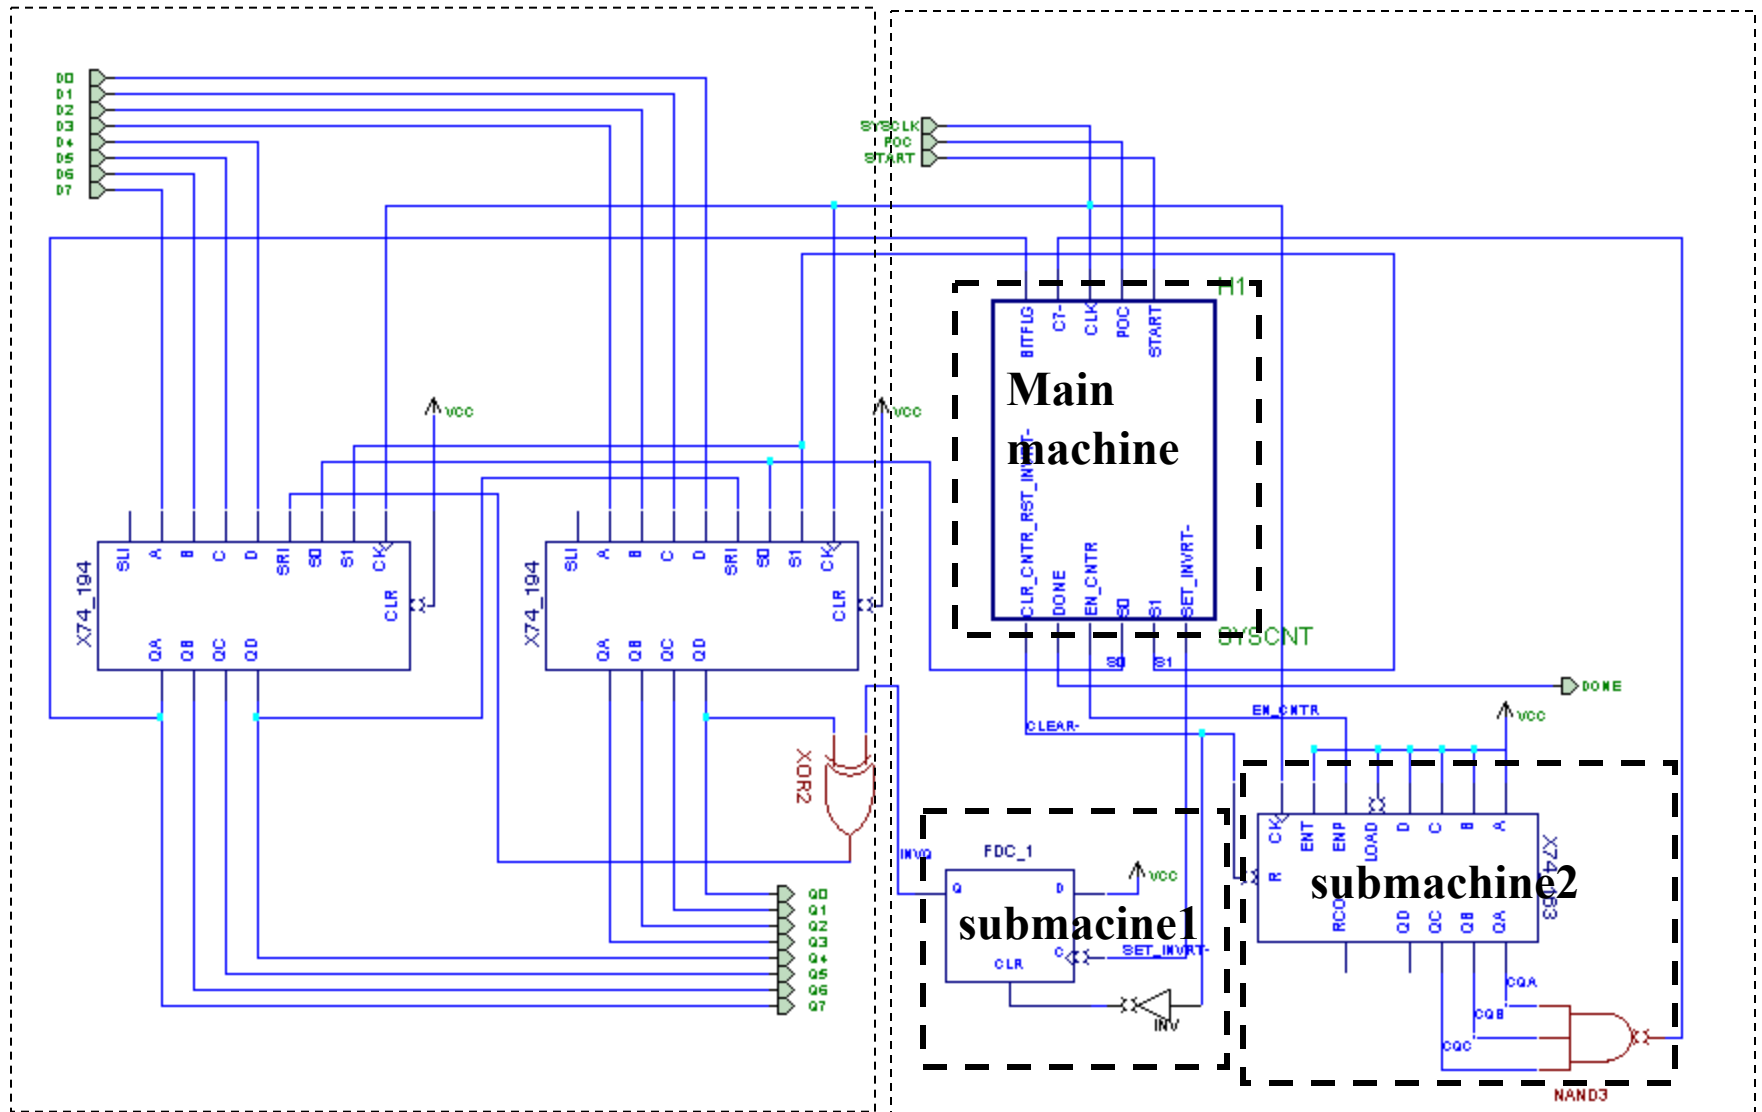 D0
D1
D2
D3
D4
D5
D6
D7
SYSCLK
POC
START
H1
BITFLG
C7-
CLK
POC
START
Main
machine
VCC
VCC
CLR_CNTR_RST_INVRT-
DONE
EN_CNTR
S0
S1
SET_INVRT-
SYSCNT
X74_194
SLI
A
B
C
D
SRI
S0
S1
CK
CLR
QA
QB
QC
QD
X74_194
SLI
A
B
C
D
SRI
S0
S1
CK
CLR
QA
QB
QC
QD
S0
S1
DONE
EN_CNTR
VCC
CLEAR-
XOR2
INVQ
FDC_1
Q
D
VCC
submacine1
C
SET_INVRT-
CLR
INV
CK
ENT
ENP
LOAD
D
C
B
A
R
submachine2
X74_163
RCO
QD
QC
QB
QA
CQA
CQB
CQC
NAND3
Q0
Q1
Q2
Q3
Q4
Q5
Q6
Q7